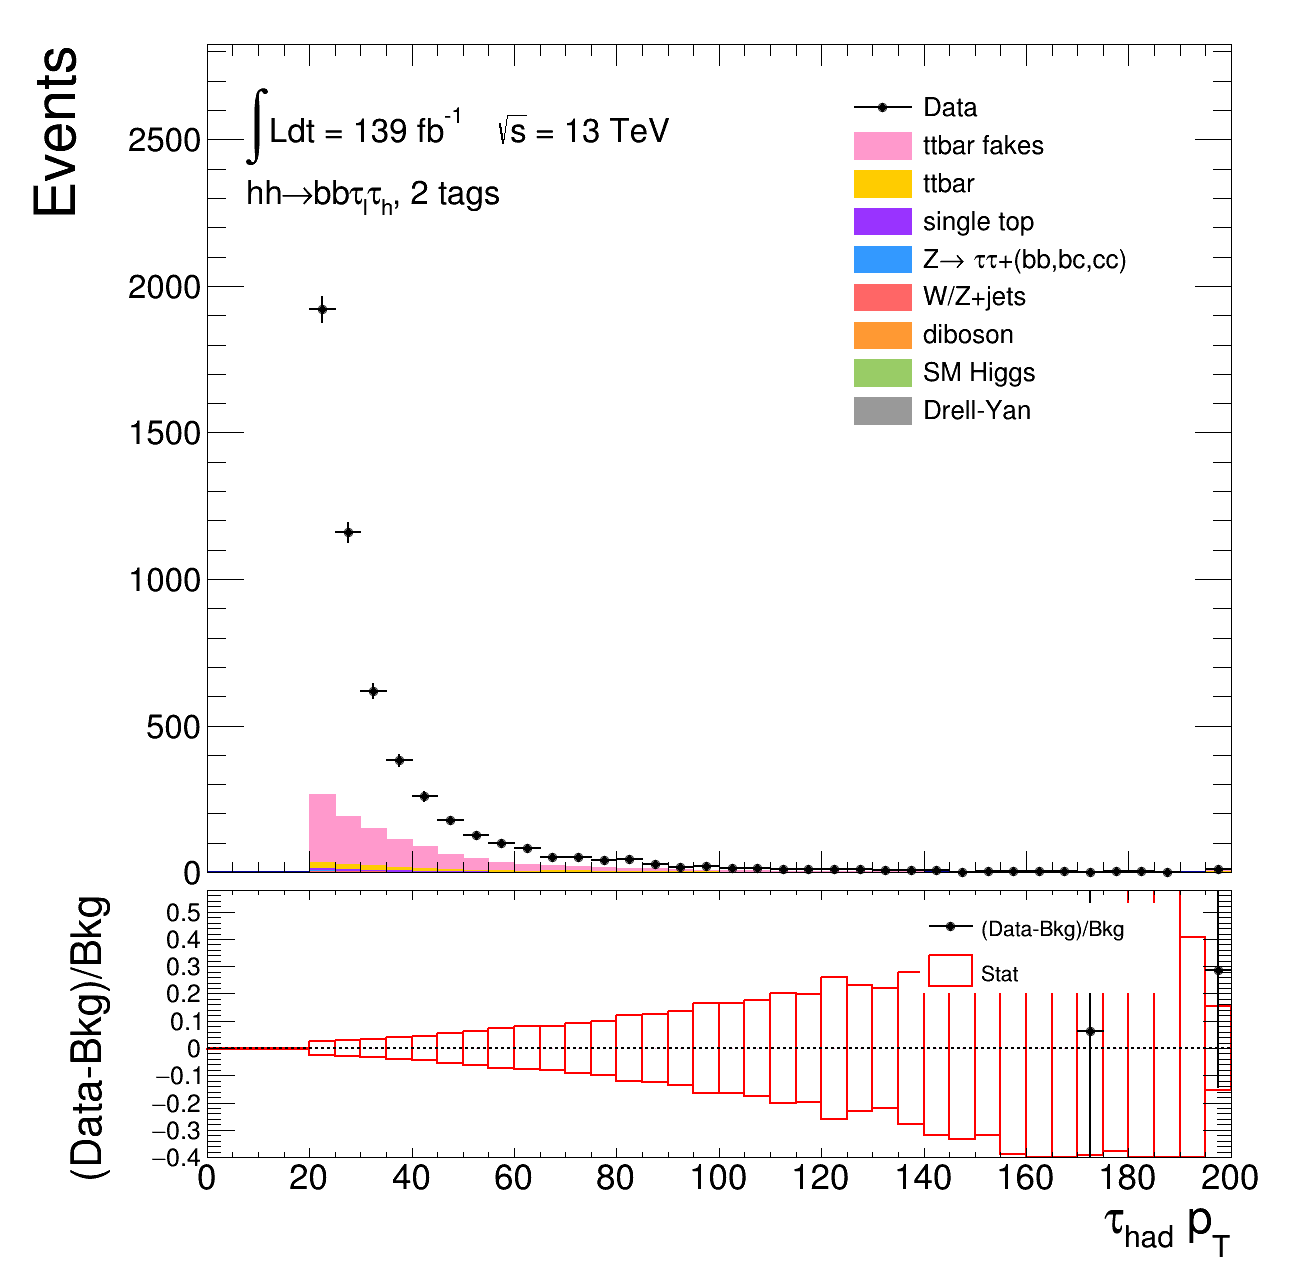 Events
∫Ldt = 139 fb⁻¹ √s = 13 TeV
hh→bbτlτh, 2 tags
Data
ttbar fakes
ttbar
single top
Z→ ττ+(bb,bc,cc)
W/Z+jets
diboson
SM Higgs
Drell-Yan
2500
2000
1500
1000
500
0
(Data-Bkg)/Bkg
(Data-Bkg)/Bkg
Stat
0.5
0.4
0.3
0.2
0.1
0
−0.1
−0.2
−0.3
−0.4
0 20 40 60 80 100 120 140 160 180 200
τhad pT